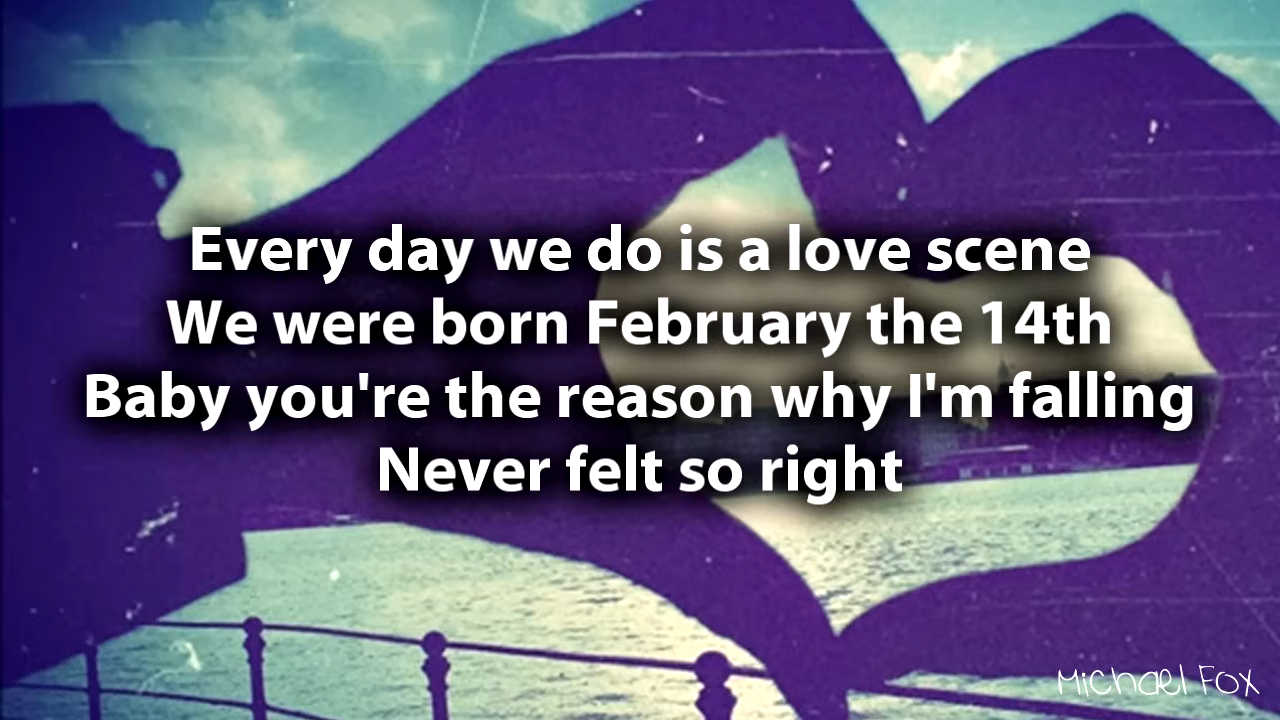 Every day we do is a love scene
We were born February the 14th
Baby you're the reason why I'm falling
Never felt so right
Michael Fox